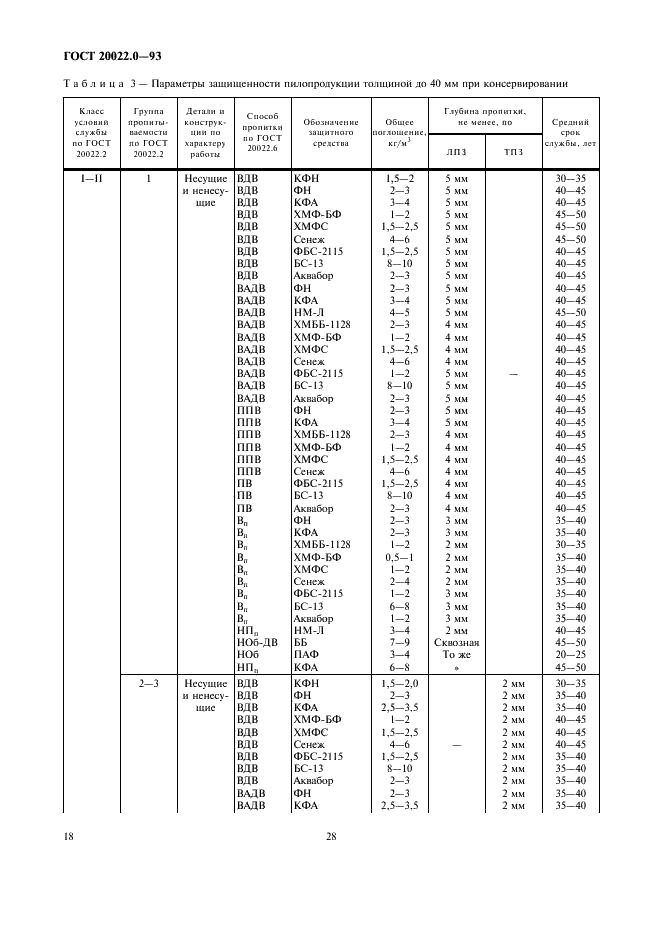 ГОСТ 20022.0—93
Таблица 3 — Параметры защищенности пилопродукции толщиной до 40 мм при консервировании
Класс условий службы по ГОСТ 20022.2 Группа пропиты- ваемости по ГОСТ 20022.2 Детали и конструк- ции по характеру работы Способ пропитки по ГОСТ 20022.6 Обозначение защитного средства Общее поглощение, кг/м³ Глубина пропитки, не менее, по Средний срок службы, лет
ЛПЗ ТПЗ
I—II 1 Несущие ВДВ КФН 1,5—2 5 мм 30—35
и ненесу- ВДВ ФН 2—3 5 мм 40—45
щие ВДВ КФА 3—4 5 мм 40—45
ВДВ ХМФ-БФ 1—2 5 мм 45—50
ВДВ ХМФС 1,5—2,5 5 мм 45—50
ВДВ Сенеж 4—6 5 мм 45—50
ВДВ ФБС-2115 1,5—2,5 5 мм 40—45
ВДВ БС-13 8—10 5 мм 40—45
ВДВ Аквабор 2—3 5 мм 40—45
ВАДВ ФН 2—3 5 мм 40—45
ВАДВ КФА 3—4 5 мм 40—45
ВАДВ НМ-Л 4—5 5 мм 45—50
ВАДВ ХМББ-1128 2—3 4 мм 40—45
ВАДВ ХМФ-БФ 1—2 4 мм 40—45
ВАДВ ХМФС 1,5—2,5 4 мм 40—45
ВАДВ Сенеж 4—6 4 мм 40—45
ВАДВ ФБС-2115 1—2 5 мм — 40—45
ВАДВ БС-13 8—10 5 мм 40—45
ВАДВ Аквабор 2—3 5 мм 40—45
ППВ ФН 2—3 5 мм 40—45
ППВ КФА 3—4 5 мм 40—45
ППВ ХМББ-1128 2—3 4 мм 40—45
ППВ ХМФ-БФ 1—2 4 мм 40—45
ППВ ХМФС 1,5—2,5 4 мм 40—45
ППВ Сенеж 4—6 4 мм 40—45
ПВ ФБС-2115 1,5—2,5 4 мм 40—45
ПВ БС-13 8—10 4 мм 40—45
ПВ Аквабор 2—3 4 мм 40—45
Вп ФН 2—3 3 мм 35—40
Вп КФА 2—3 3 мм 35—40
Вп ХМББ-1128 1—2 2 мм 30—35
Вп ХМФ-БФ 0,5—1 2 мм 35—40
Вп ХМФС 1—2 2 мм 35—40
Вп Сенеж 2—4 2 мм 35—40
Вп ФБС-2115 1—2 3 мм 35—40
Вп БС-13 6—8 3 мм 35—40
Вп Аквабор 1—2 3 мм 35—40
НПп НМ-Л 3—4 2 мм 40—45
НОб-ДВ ББ 7—9 Сквозная 45—50
НОб ПАФ 3—4 То же 20—25
НПп КФА 6—8 » 45—50
2—3 Несущие ВДВ КФН 1,5—2,0 2 мм 30—35
и ненесу- ВДВ ФН 2—3 2 мм 35—40
щие ВДВ КФА 2,5—3,5 2 мм 35—40
ВДВ ХМФ-БФ 1—2 2 мм 40—45
ВДВ ХМФС 1,5—2,5 2 мм 40—45
ВДВ Сенеж 4—6 — 2 мм 40—45
ВДВ ФБС-2115 1,5—2,5 2 мм 35—40
ВДВ БС-13 8—10 2 мм 35—40
ВДВ Аквабор 2—3 2 мм 35—40
ВАДВ ФН 2—3 2 мм 35—40
ВАДВ КФА 2,5—3,5 2 мм 35—40
18 28